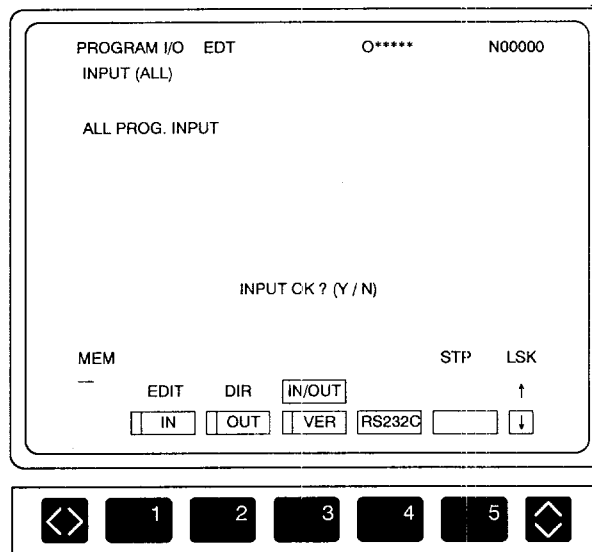 PROGRAM I/O EDT O***** N00000
INPUT (ALL)
ALL PROG. INPUT
INPUT OK ? (Y / N)
MEM STP LSK
EDIT DIR IN/OUT ↑
IN OUT VER RS232C ↓
1 2 3 4 5